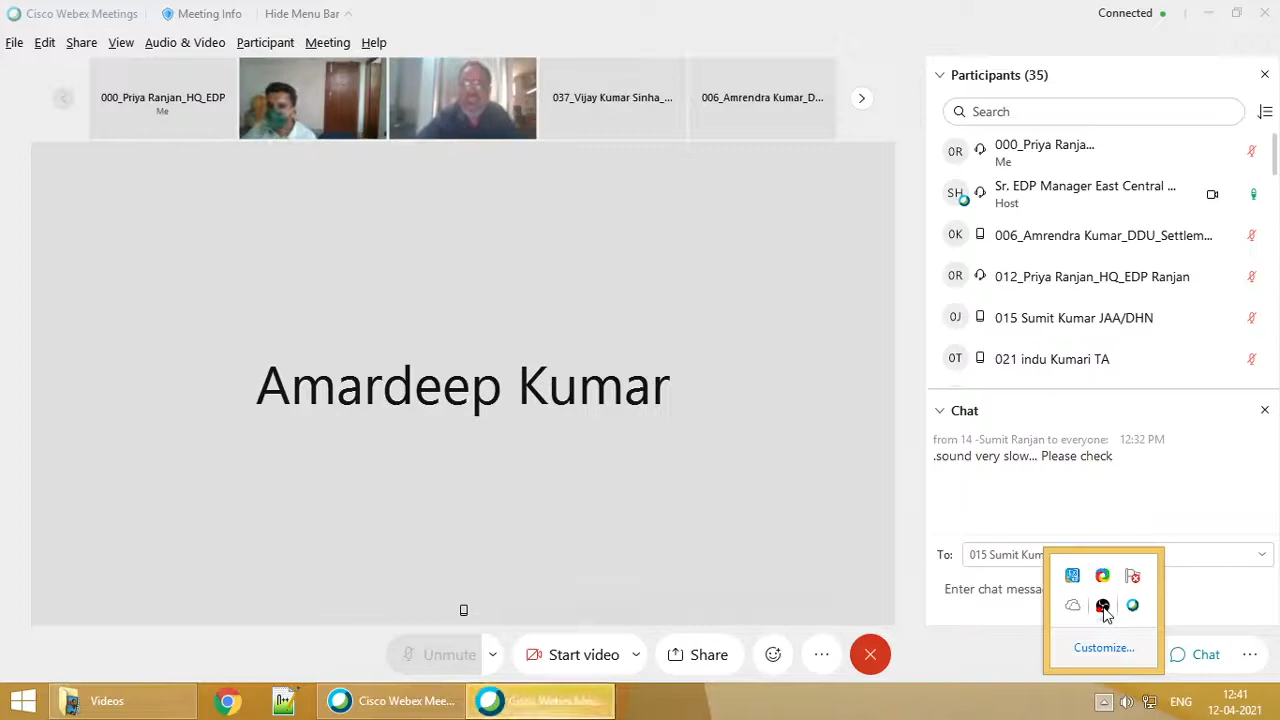 Cisco Webex Meetings
Meeting Info
Hide Menu Bar
Connected
File Edit Share View Audio & Video Participant Meeting Help
000_Priya Ranjan_HQ_EDP
Me
037_Vijay Kumar Sinha_...
006_Amrendra Kumar_D...
Amardeep Kumar
Participants (35)
Search
0R
000_Priya Ranja...
Me
SH
Sr. EDP Manager East Central ...
Host
0K
006_Amrendra Kumar_DDU_Settlem...
0R
012_Priya Ranjan_HQ_EDP Ranjan
0J
015 Sumit Kumar JAA/DHN
0T
021 indu Kumari TA
Chat
from 14 -Sumit Ranjan to everyone: 12:32 PM
.sound very slow... Please check
To: 015 Sumit Kum
Enter chat messa
Customize...
Unmute
Start video
Share
Chat
Videos
Cisco Webex Mee...
Cisco Webex Me...
ENG
12:41
12-04-2021